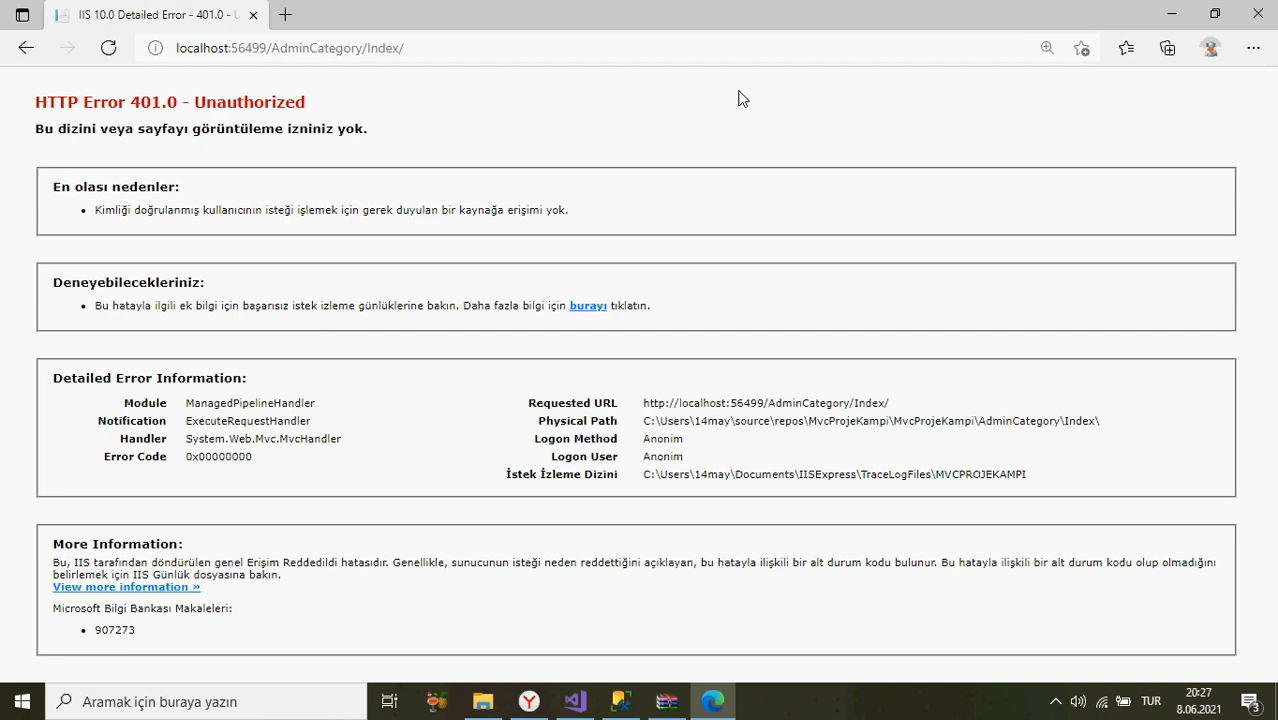 IIS 10.0 Detailed Error - 401.0 - U
localhost:56499/AdminCategory/Index/
HTTP Error 401.0 - Unauthorized
Bu dizini veya sayfayı görüntüleme izniniz yok.
En olası nedenler:
• Kimliği doğrulanmış kullanıcının isteği işlemek için gerek duyulan bir kaynağa erişimi yok.
Deneyebilecekleriniz:
• Bu hatayla ilgili ek bilgi için başarısız istek izleme günlüklerine bakın. Daha fazla bilgi için burayı tıklatın.
Detailed Error Information:
Module ManagedPipelineHandler
Notification ExecuteRequestHandler
Handler System.Web.Mvc.MvcHandler
Error Code 0x00000000
Requested URL http://localhost:56499/AdminCategory/Index/
Physical Path C:\Users\14may\source\repos\MvcProjeKampi\MvcProjeKampi\AdminCategory\Index\
Logon Method Anonim
Logon User Anonim
İstek İzleme Dizini C:\Users\14may\Documents\IISExpress\TraceLogFiles\MVCPROJEKAMPI
More Information:
Bu, IIS tarafından döndürülen genel Erişim Reddedildi hatasıdır. Genellikle, sunucunun isteği neden reddettiğini açıklayan, bu hatayla ilişkili bir alt durum kodu bulunur. Bu hatayla ilişkili bir alt durum kodu olup olmadığını
belirlemek için IIS Günlük dosyasına bakın.
View more information »
Microsoft Bilgi Bankası Makaleleri:
• 907273
Aramak için buraya yazın
TUR
20:27
8.06.2021
3